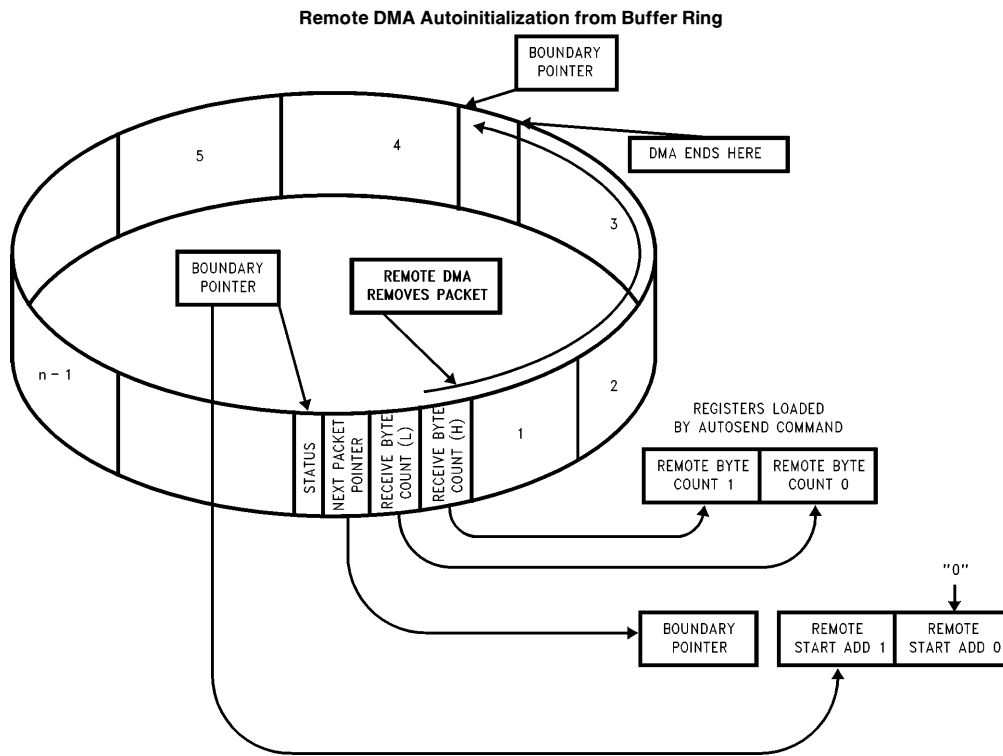 Remote DMA Autoinitialization from Buffer Ring
BOUNDARY
POINTER
DMA ENDS HERE
5
4
3
BOUNDARY
POINTER
REMOTE DMA
REMOVES PACKET
n – 1
STATUS
NEXT PACKET
POINTER
RECEIVE BYTE
COUNT (L)
RECEIVE BYTE
COUNT (H)
1
2
REGISTERS LOADED
BY AUTOSEND COMMAND
REMOTE BYTE
COUNT 1
REMOTE BYTE
COUNT 0
"0"
BOUNDARY
POINTER
REMOTE
START ADD 1
REMOTE
START ADD 0